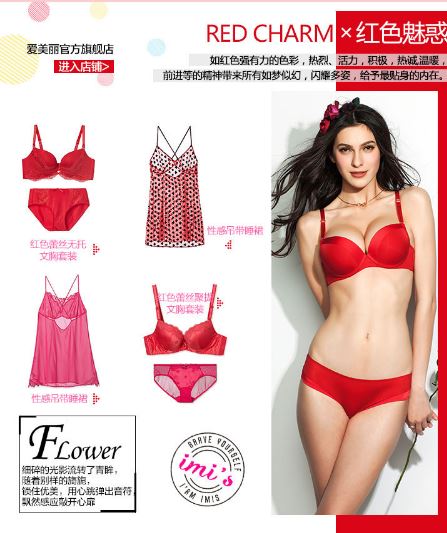 爱美丽官方旗舰店
进入店铺>
RED CHARM × 红色魅惑
如红色强有力的色彩，热烈、活力，积极，热诚,温暖，
前进等的精神带来所有如梦似幻，闪耀多姿，给予最贴身的内在。
性感吊带睡裙
红色蕾丝无托
文胸套装
红色蕾丝聚拢
文胸套装
性感吊带睡裙
FLower
细碎的光影流转了青眸，
随着别样的旖旎，
锁住优美，用心跳弹出音符，
飘然感应敲开心扉
BRAVE YOURSELF
imi's
I'AM IMIS